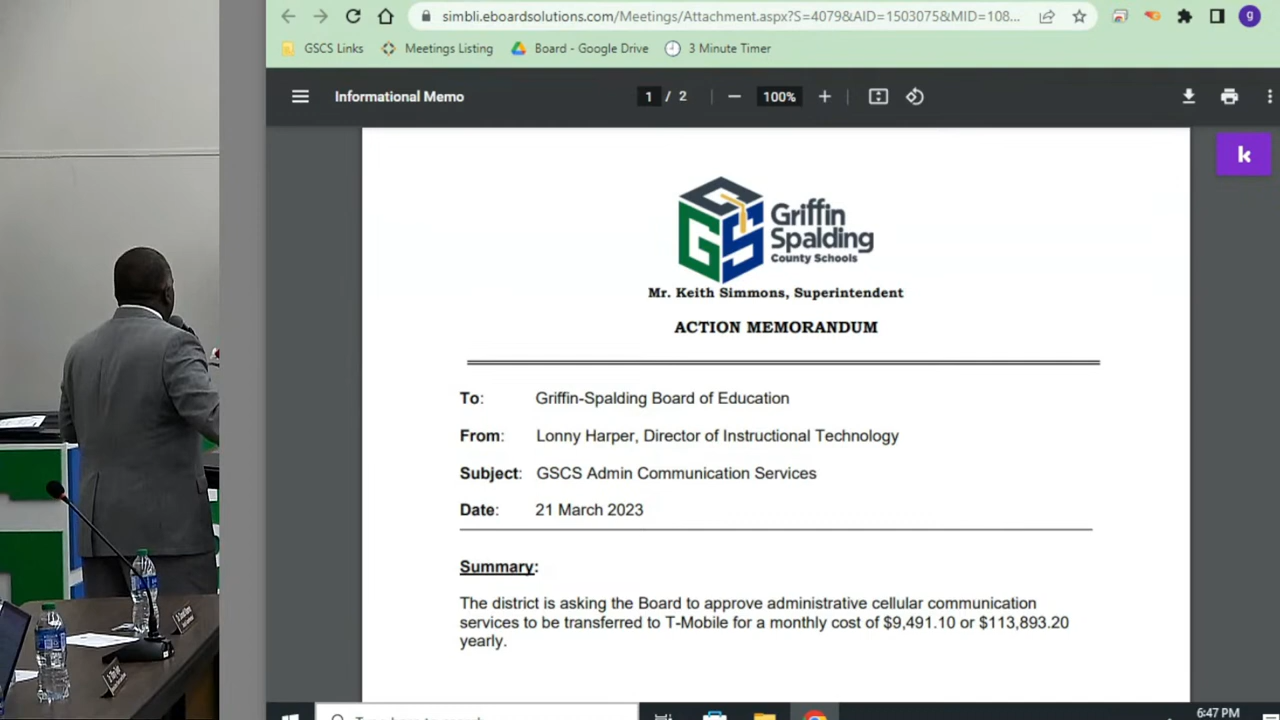 simbli.eboardsolutions.com/Meetings/Attachment.aspx?S=4079&AID=1503075&MID=108...
g
GSCS Links
Meetings Listing
Board - Google Drive
3 Minute Timer
Informational Memo
1 / 2
100%
k
GS
Griffin
Spalding
County Schools
Mr. Keith Simmons, Superintendent
ACTION MEMORANDUM
To: Griffin-Spalding Board of Education
From: Lonny Harper, Director of Instructional Technology
Subject: GSCS Admin Communication Services
Date: 21 March 2023
Summary:
The district is asking the Board to approve administrative cellular communication
services to be transferred to T-Mobile for a monthly cost of $9,491.10 or $113,893.20
yearly.
6:47 PM